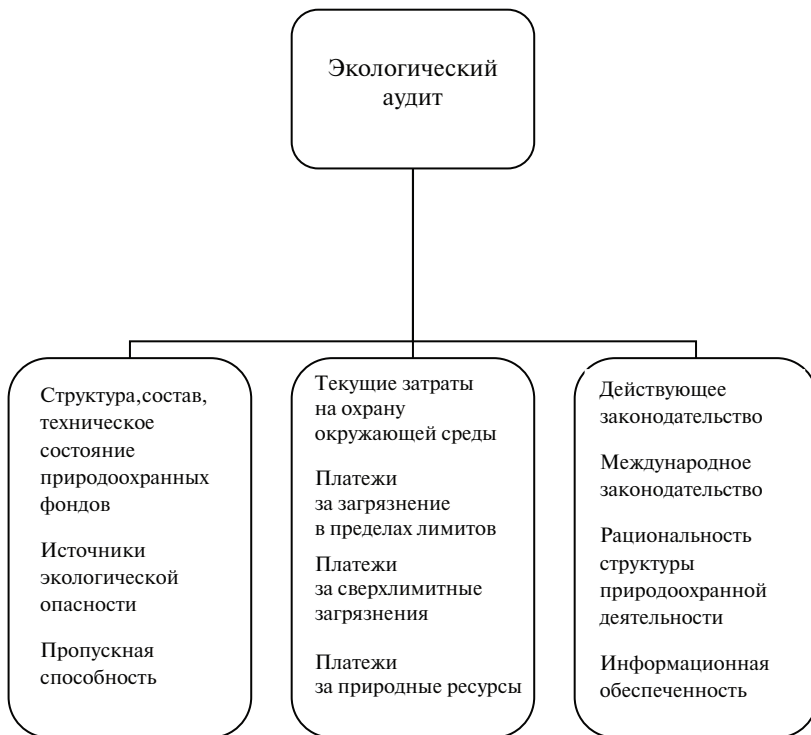 Экологический
аудит
Структура,состав,
техническое
состояние
природоохранных
фондов
Источники
экологической
опасности
Пропускная
способность
Текущие затраты
на охрану
окружающей среды
Платежи
за загрязнение
в пределах лимитов
Платежи
за сверхлимитные
загрязнения
Платежи
за природные ресурсы
Действующее
законодательство
Международное
законодательство
Рациональность
структуры
природоохранной
деятельности
Информационная
обеспеченность